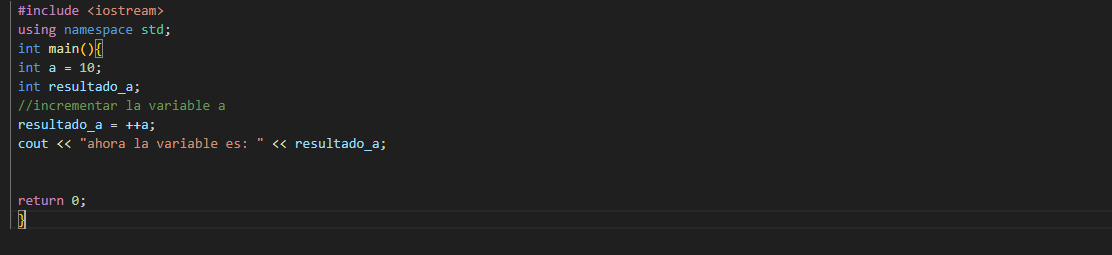 #include <iostream>
using namespace std;
int main(){
int a = 10;
int resultado_a;
//incrementar la variable a
resultado_a = ++a;
cout << "ahora la variable es: " << resultado_a;
return 0;
}